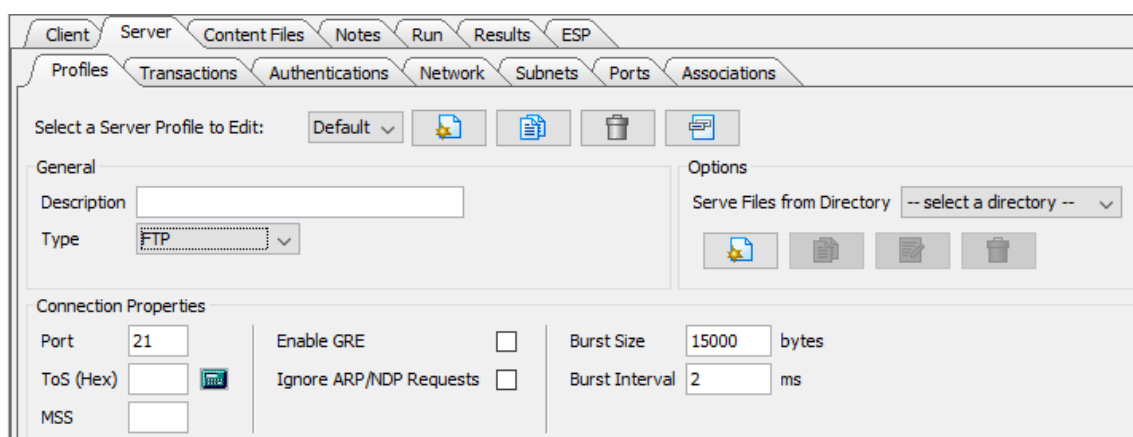 Client Server Content Files Notes Run Results ESP
Profiles Transactions Authentications Network Subnets Ports Associations
Select a Server Profile to Edit: Default
General
Options
Description
Serve Files from Directory -- select a directory --
Type FTP
Connection Properties
Port 21 Enable GRE Burst Size 15000 bytes
ToS (Hex) Ignore ARP/NDP Requests Burst Interval 2 ms
MSS